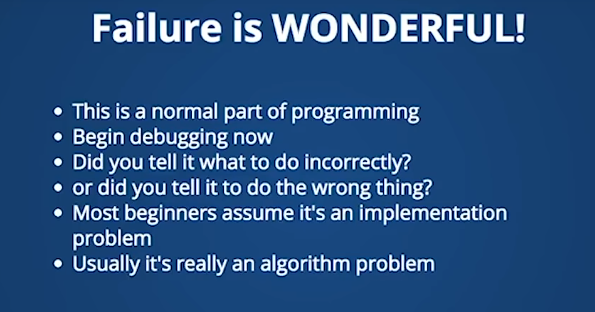 Failure is WONDERFUL!
• This is a normal part of programming
• Begin debugging now
• Did you tell it what to do incorrectly?
• or did you tell it to do the wrong thing?
• Most beginners assume it's an implementation
problem
• Usually it's really an algorithm problem